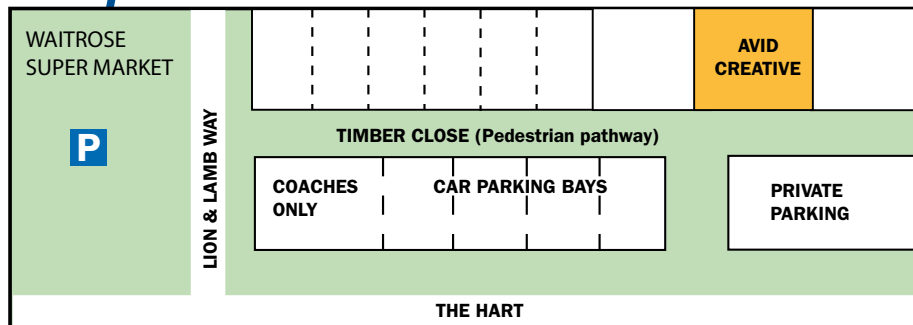 WAITROSE
SUPER MARKET
P
LION & LAMB WAY
AVID
CREATIVE
TIMBER CLOSE (Pedestrian pathway)
COACHES
ONLY
CAR PARKING BAYS
PRIVATE
PARKING
THE HART